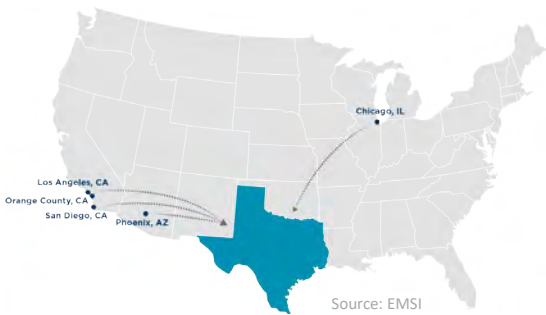 Chicago, IL
Los Angeles, CA
Orange County, CA
San Diego, CA
Phoenix, AZ
Source: EMSI